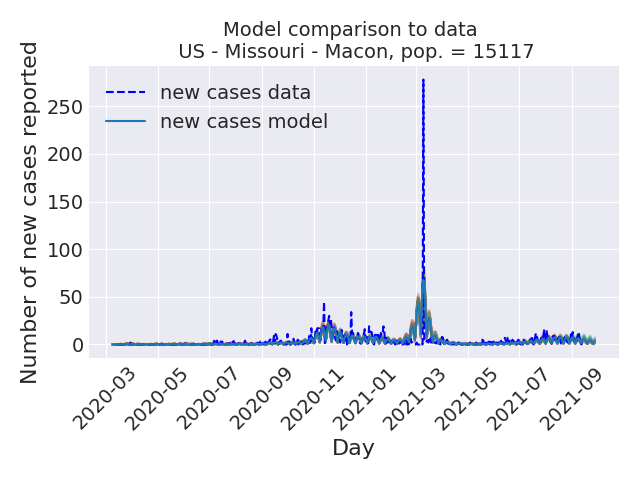 Model comparison to data
US - Missouri - Macon, pop. = 15117
Number of new cases reported
250
200
150
100
50
0
new cases data
new cases model
2020-03
2020-05
2020-07
2020-09
2020-11
2021-01
2021-03
2021-05
2021-07
2021-09
Day